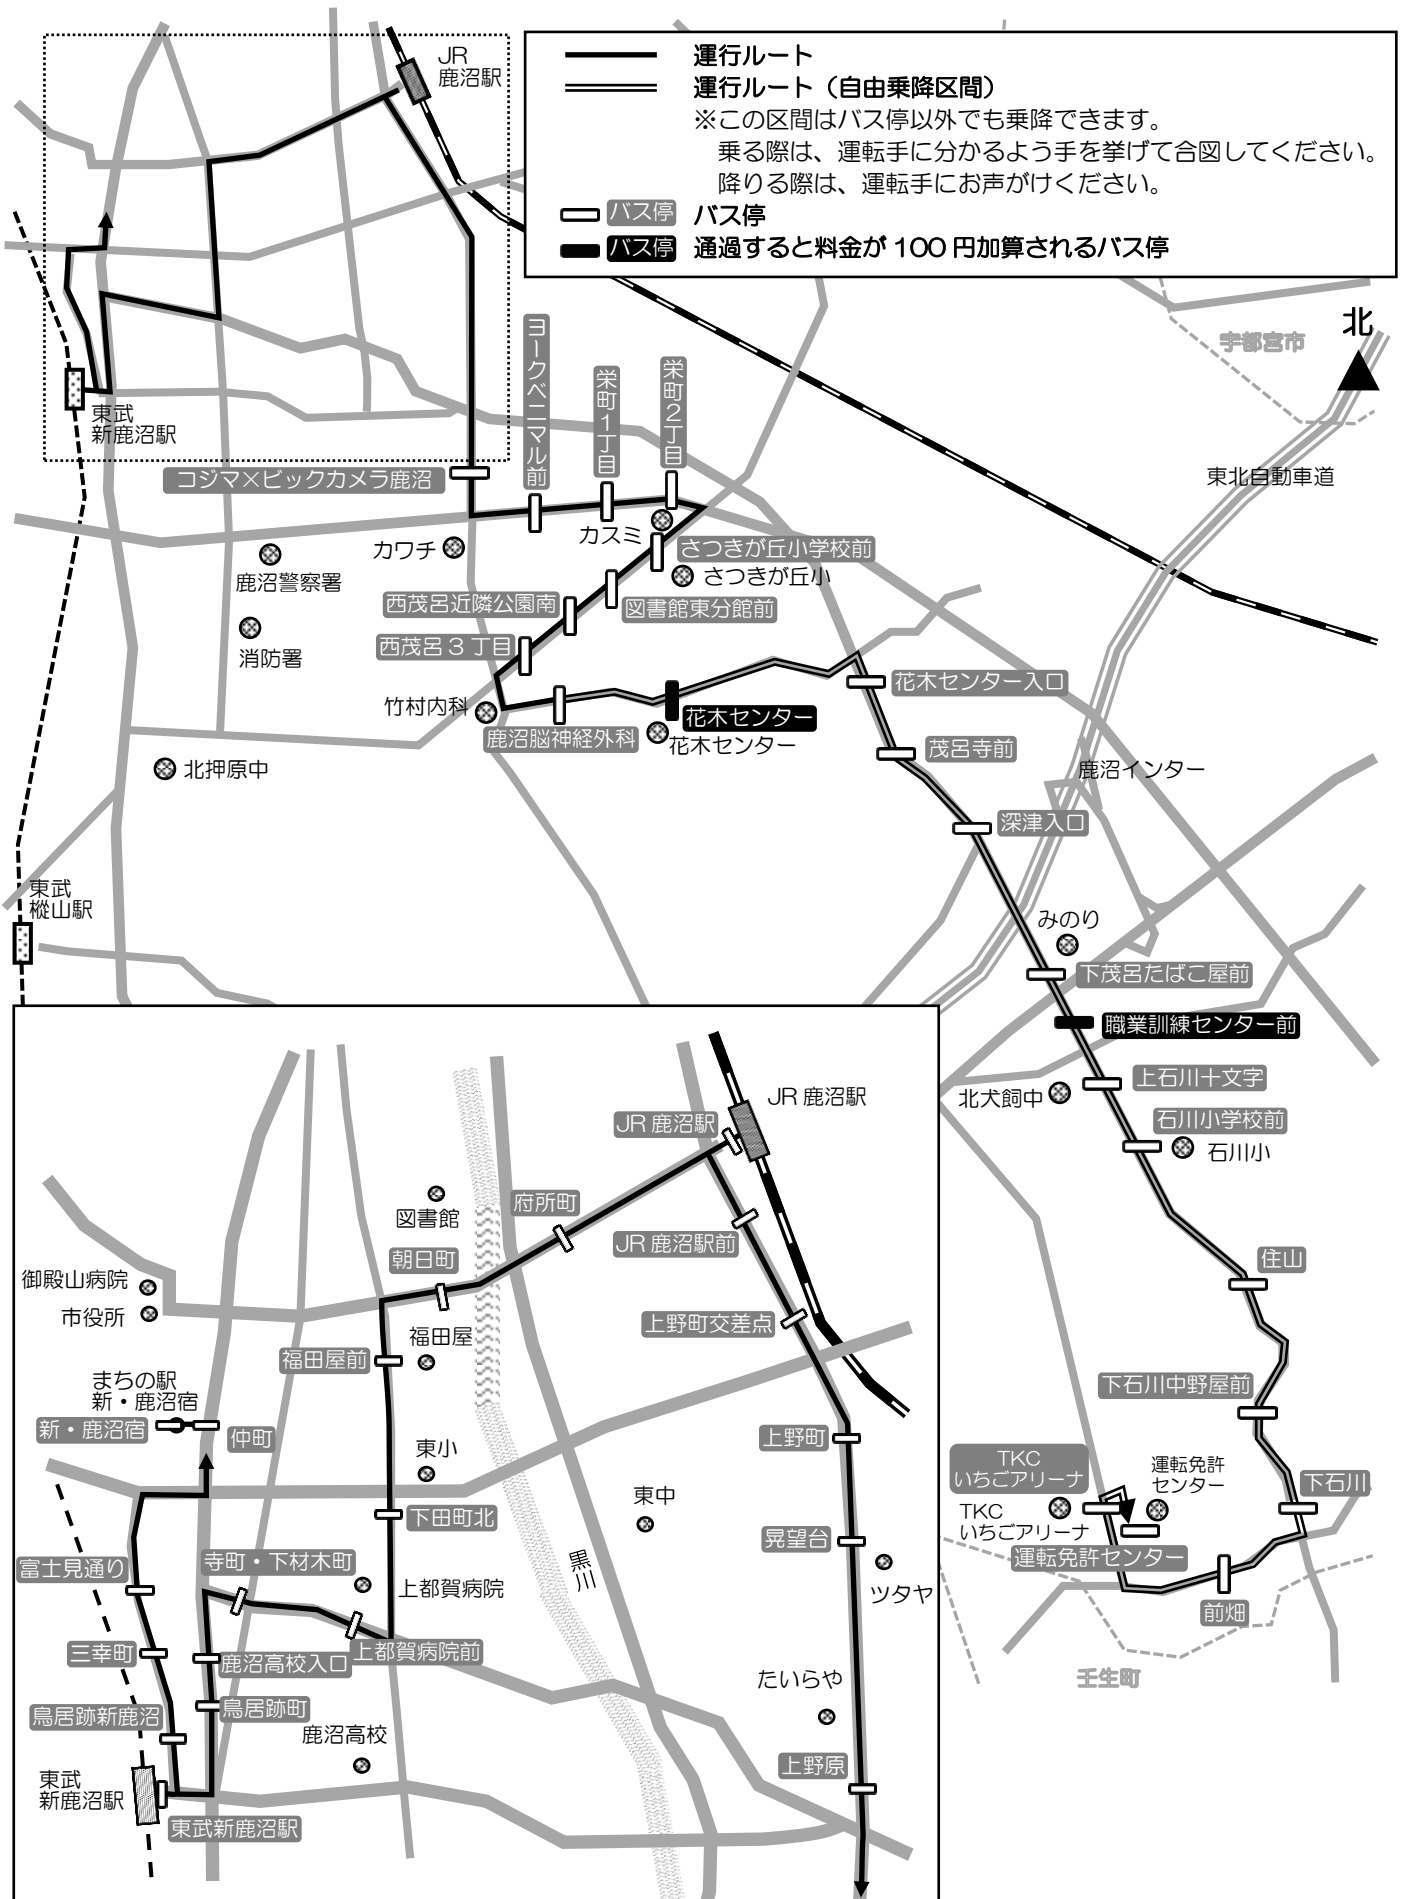 JR
鹿沼駅
運行ルート
運行ルート（自由乗降区間）
※この区間はバス停以外でも乗降できます。
乗る際は、運転手に分かるよう手を挙げて合図してください。
降りる際は、運転手にお声がけください。
バス停 バス停
バス停 通過すると料金が100円加算されるバス停
北
宇都宮市
東北自動車道
東武
新鹿沼駅
コジマ×ビックカメラ鹿沼
ヨークベニマル前
栄町1丁目
栄町2丁目
カワチ
カスミ
さつきが丘小学校前
さつきが丘小
鹿沼警察署
西茂呂近隣公園南
図書館東分館前
消防署
西茂呂3丁目
竹村内科
鹿沼脳神経外科
花木センター
花木センター
花木センター入口
茂呂寺前
北押原中
鹿沼インター
深津入口
東武
樅山駅
みのり
下茂呂たばこ屋前
職業訓練センター前
上石川十文字
北犬飼中
石川小学校前
石川小
住山
下石川中野屋前
TKC
いちごアリーナ
運転免許
センター
下石川
TKC
いちごアリーナ
運転免許センター
前畑
壬生町
JR 鹿沼駅
JR 鹿沼駅
府所町
図書館
JR 鹿沼駅前
朝日町
御殿山病院
市役所
上野町交差点
福田屋
福田屋前
まちの駅
新・鹿沼宿
新・鹿沼宿
仲町
上野町
東小
東中
下田町北
晃望台
黒川
富士見通り
寺町・下材木町
上都賀病院
ツタヤ
三幸町
鹿沼高校入口
上都賀病院前
鳥居跡新鹿沼
鳥居跡町
たいらや
鹿沼高校
上野原
東武
新鹿沼駅
東武新鹿沼駅